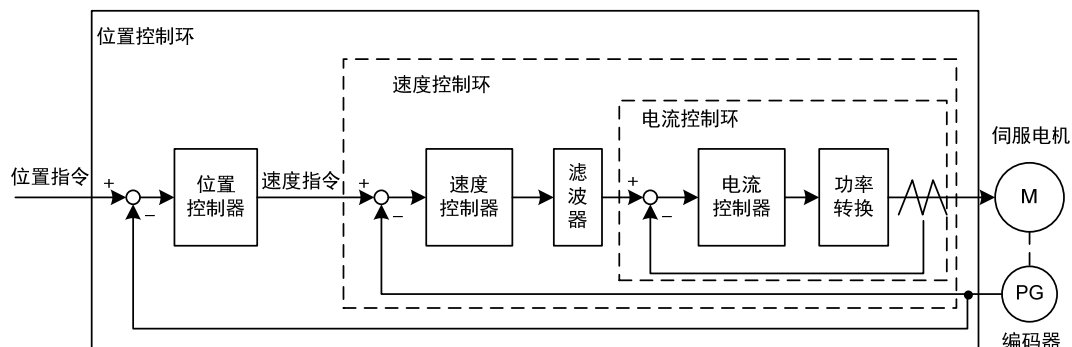 位置控制环
速度控制环
电流控制环
伺服电机
位置指令
+
−
位置
控制器
速度指令
+
−
速度
控制器
滤
波
器
+
−
电流
控制器
功率
转换
M
PG
编码器